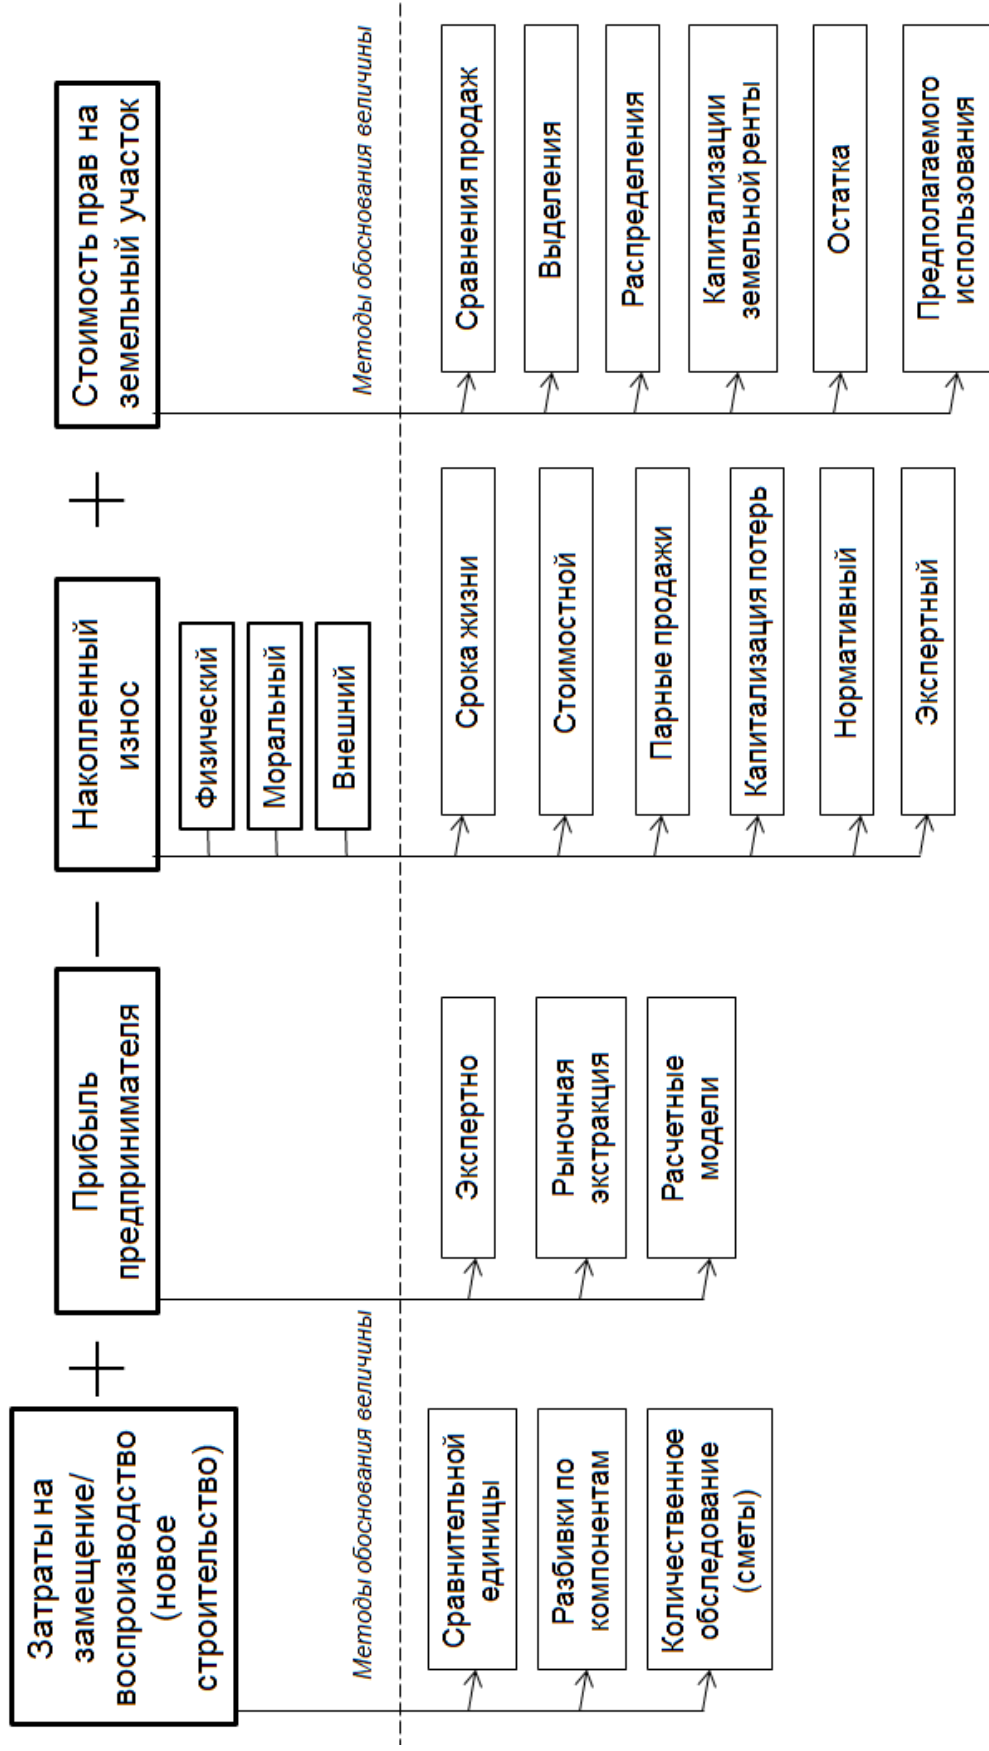 Затраты на
замещение/
воспроизводство
(новое
строительство)
+
Прибыль
предпринимателя
—
Накопленный
износ
+
Стоимость прав на
земельный участок
Физический
Моральный
Внешний
Методы обоснования величины
Методы обоснования величины
Сравнительной
единицы
Разбивки по
компонентам
Количественное
обследование
(сметы)
Экспертно
Рыночная
экстракция
Расчетные
модели
Срока жизни
Стоимостной
Парные продажи
Капитализация потерь
Нормативный
Экспертный
Сравнения продаж
Выделения
Распределения
Капитализации
земельной ренты
Остатка
Предполагаемого
использования